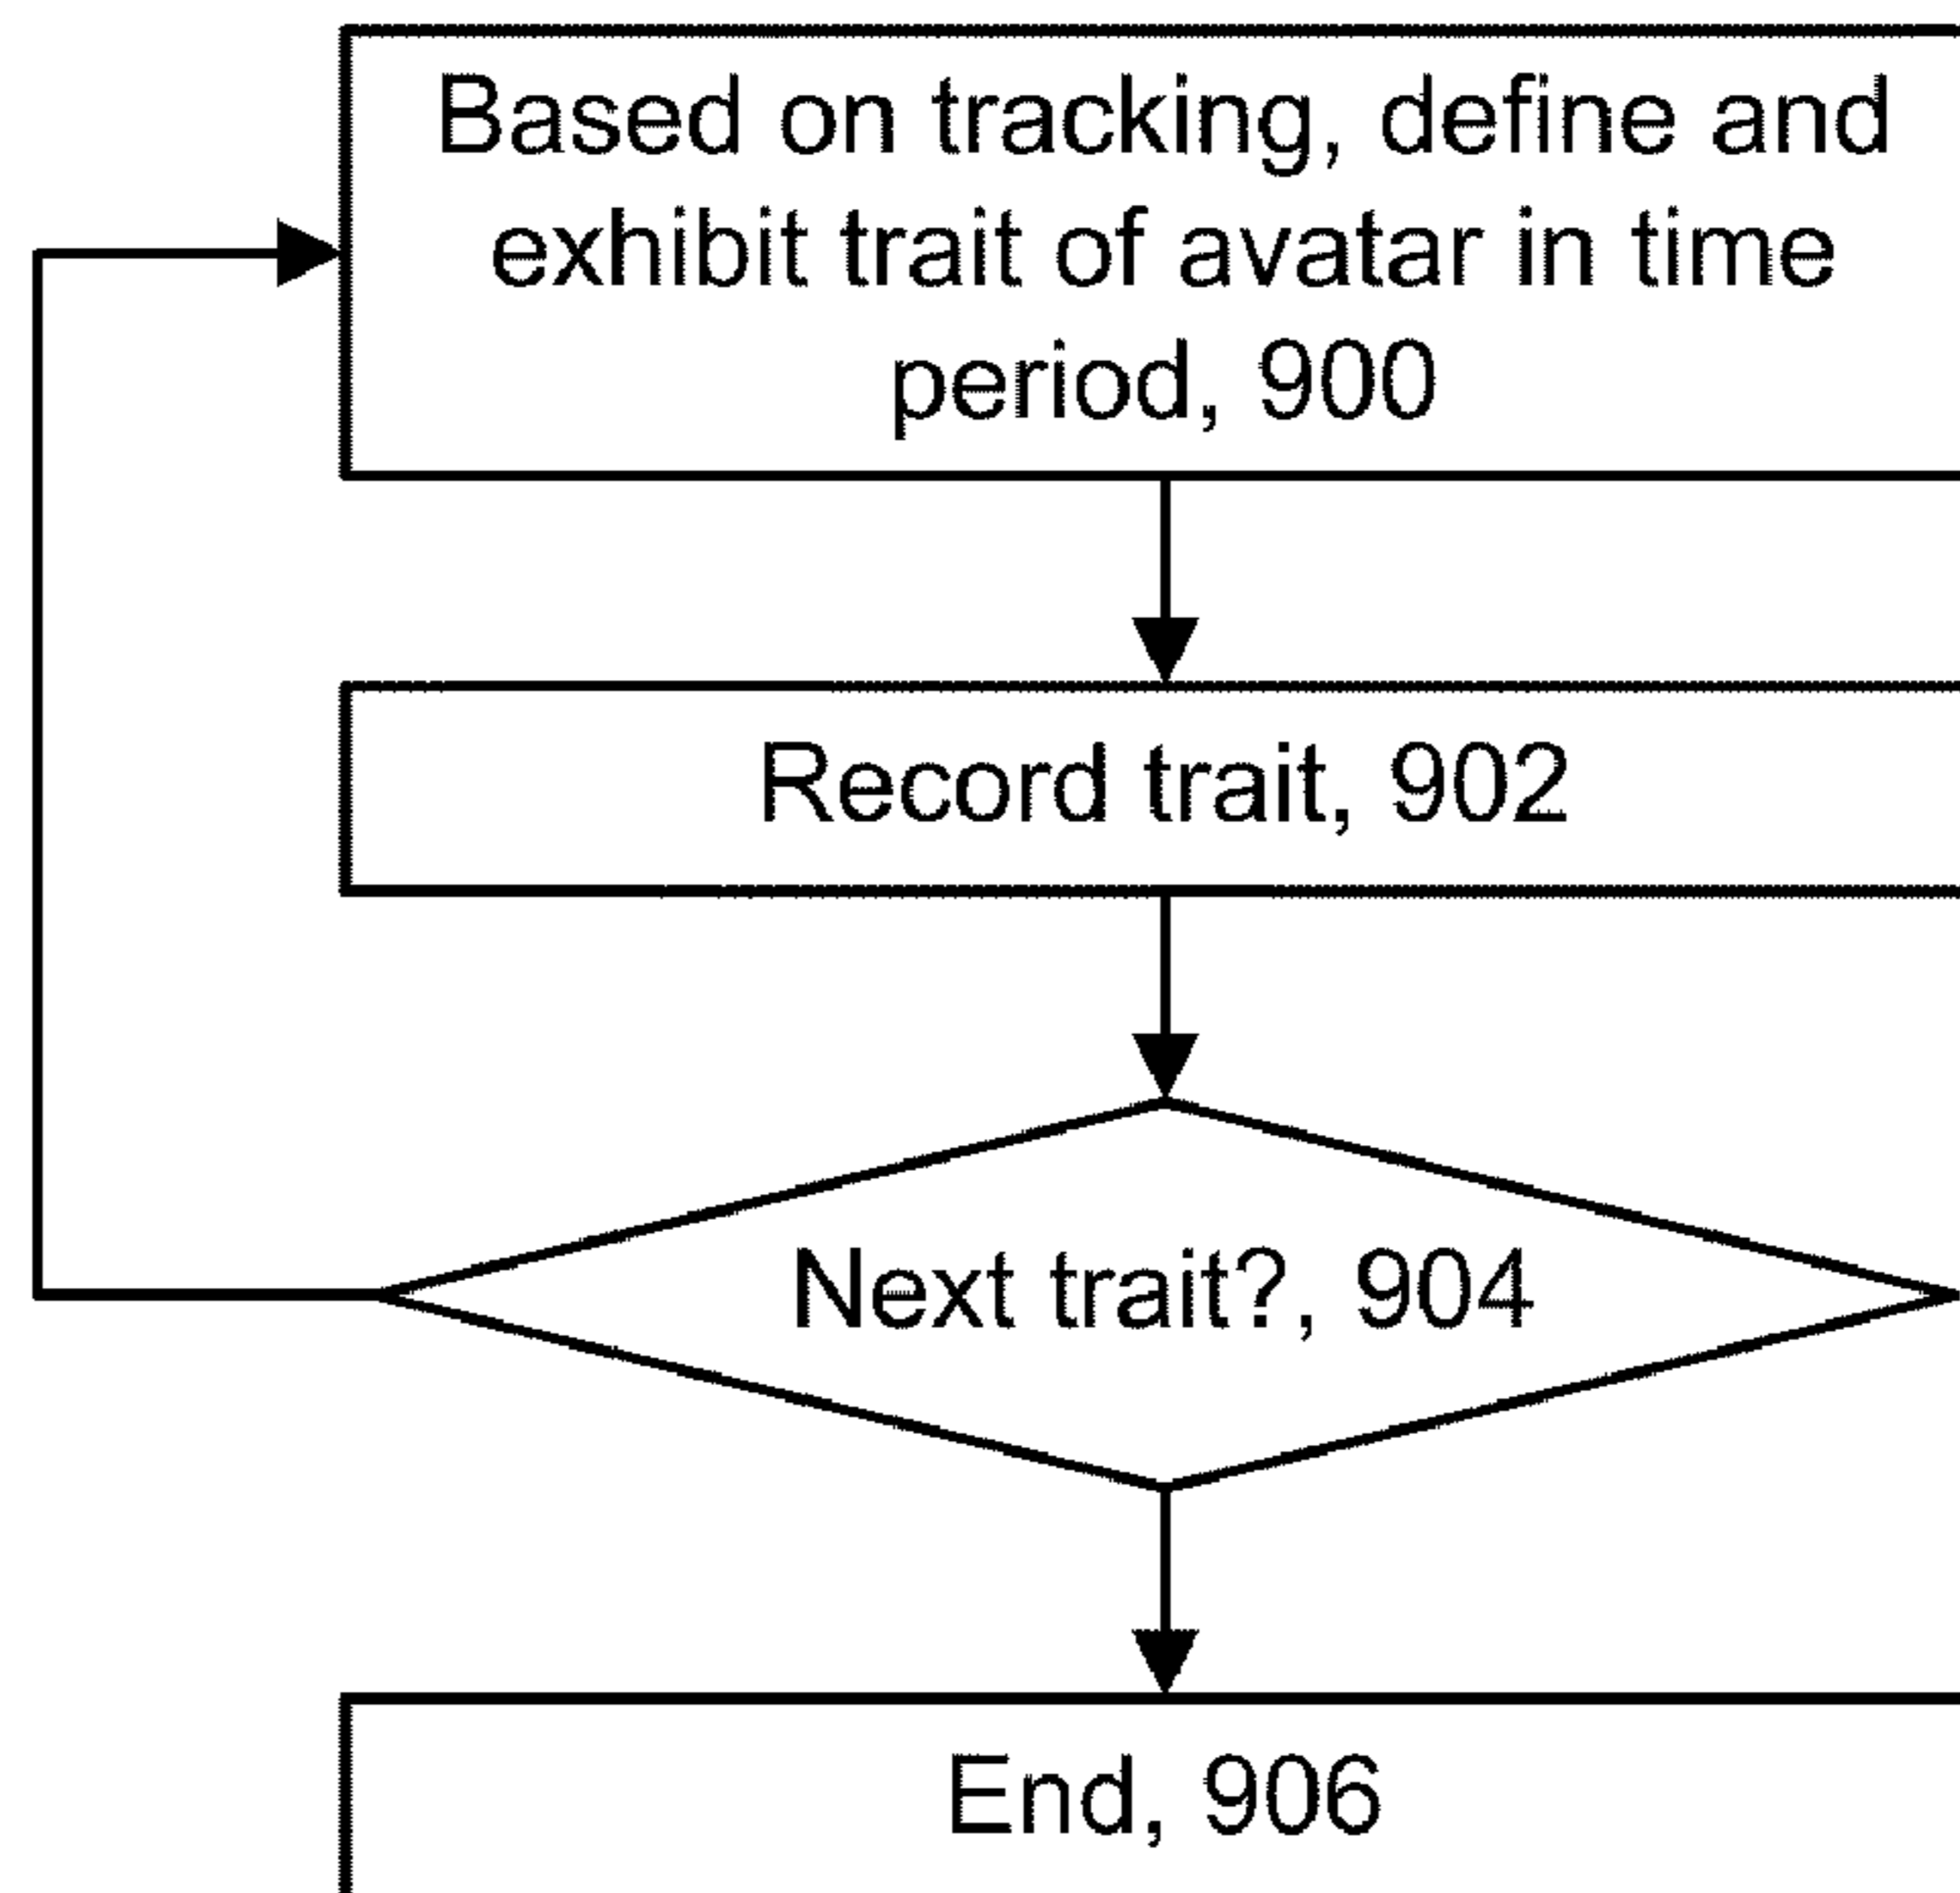 Based on tracking, define and
exhibit trait of avatar in time
period, 900
Record trait, 902
Next trait?, 904
End, 906